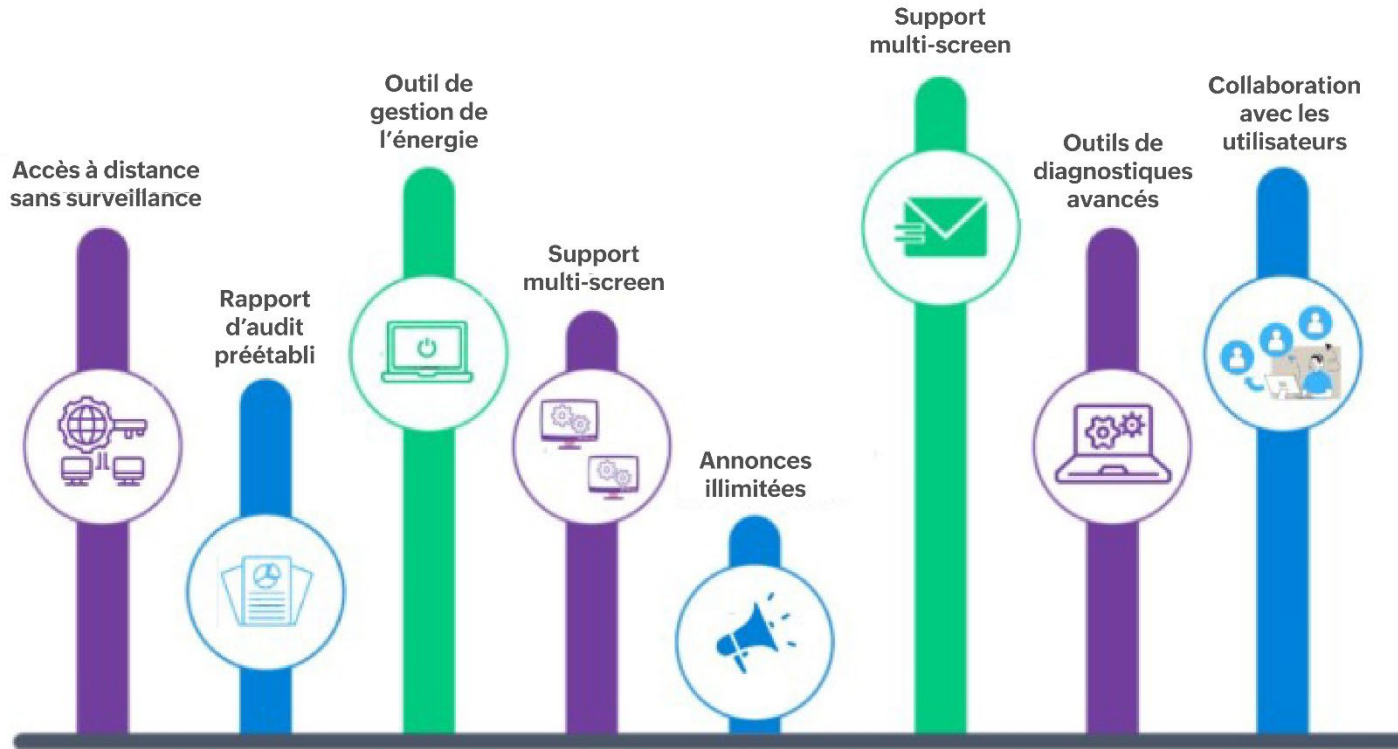 Accès à distance
sans surveillance
Rapport
d'audit
préétabli
Outil de
gestion de
l'énergie
Support
multi-screen
Annonces
illimitées
Support
multi-screen
Outils de
diagnostiques
avancés
Collaboration
avec les
utilisateurs